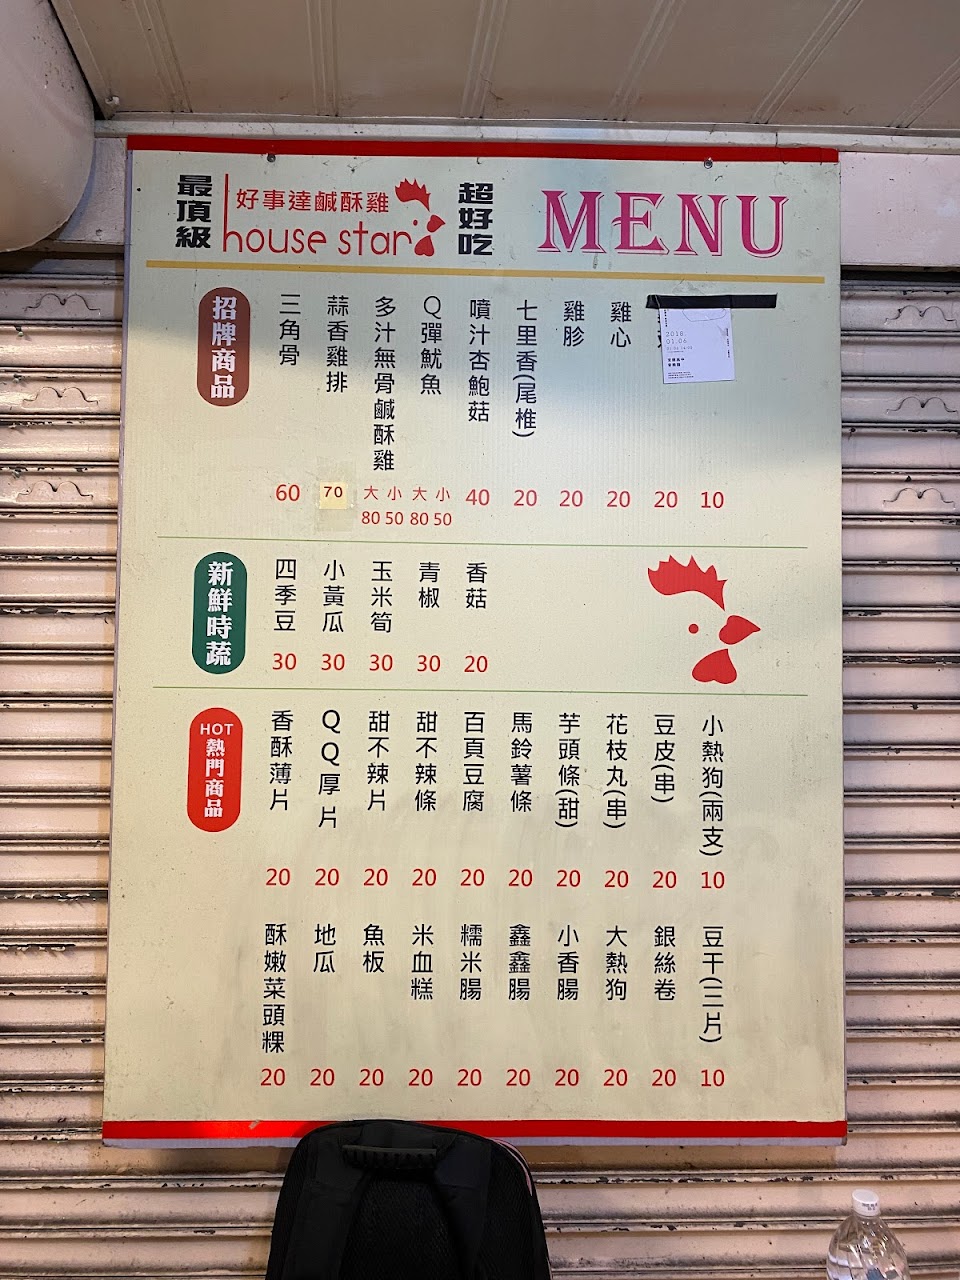 最頂級
好事達鹹酥雞
house star
超好吃
MENU
招牌商品
三角骨
60
蒜香雞排
70
多汁無骨鹹酥雞
大 小
80 50
Q彈魷魚
大 小
80 50
噴汁杏鮑菇
40
七里香(尾椎)
20
雞胗
20
雞心
20
20
10
2018
01.06
新鮮時蔬
四季豆
30
小黃瓜
30
玉米筍
30
青椒
30
香菇
20
HOT
熱門商品
香酥薄片
20
QQ厚片
20
甜不辣片
20
甜不辣條
20
百頁豆腐
20
馬鈴薯條
20
芋頭條(甜)
20
花枝丸(串)
20
豆皮(串)
20
小熱狗(兩支)
10
酥嫩菜頭粿
20
地瓜
20
魚板
20
米血糕
20
糯米腸
20
鑫鑫腸
20
小香腸
20
大熱狗
20
銀絲卷
20
豆干(三片)
10